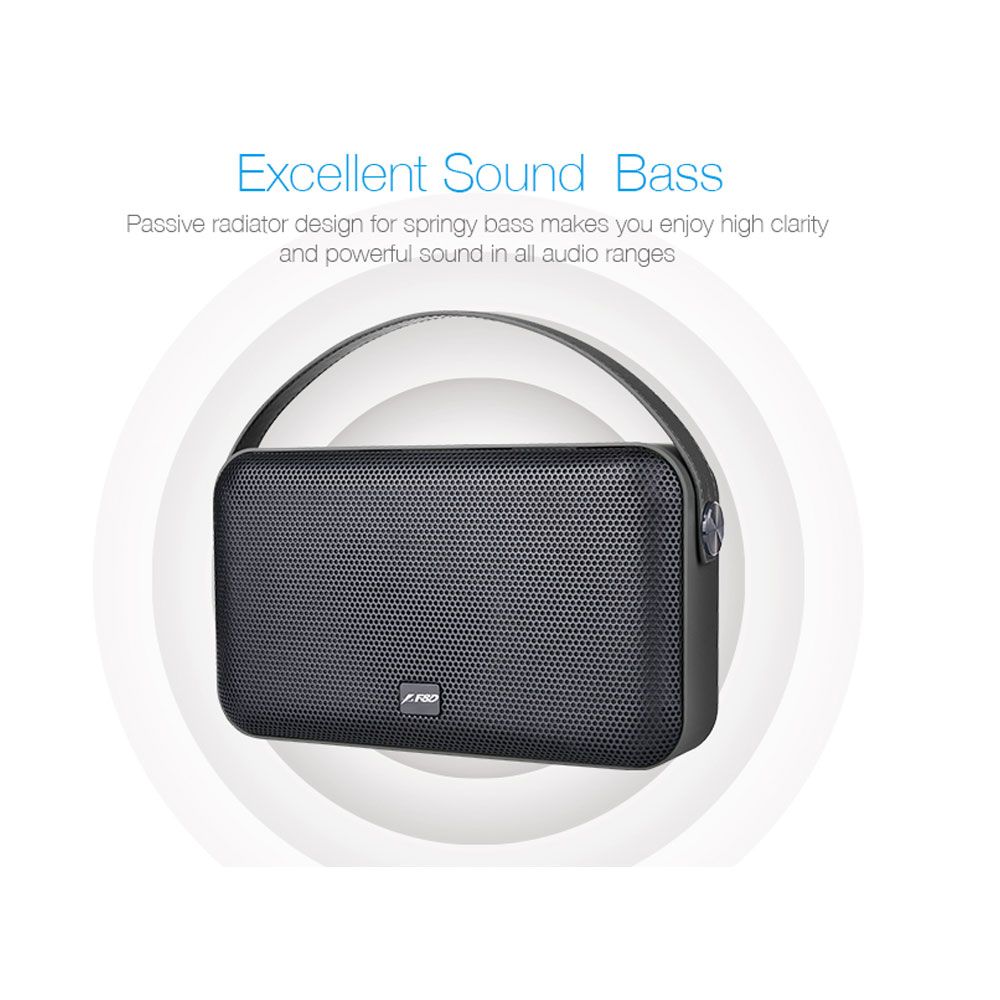 Excellent Sound  Bass
Passive radiator design for springy bass makes you enjoy high clarity
and powerful sound in all audio ranges
F&D